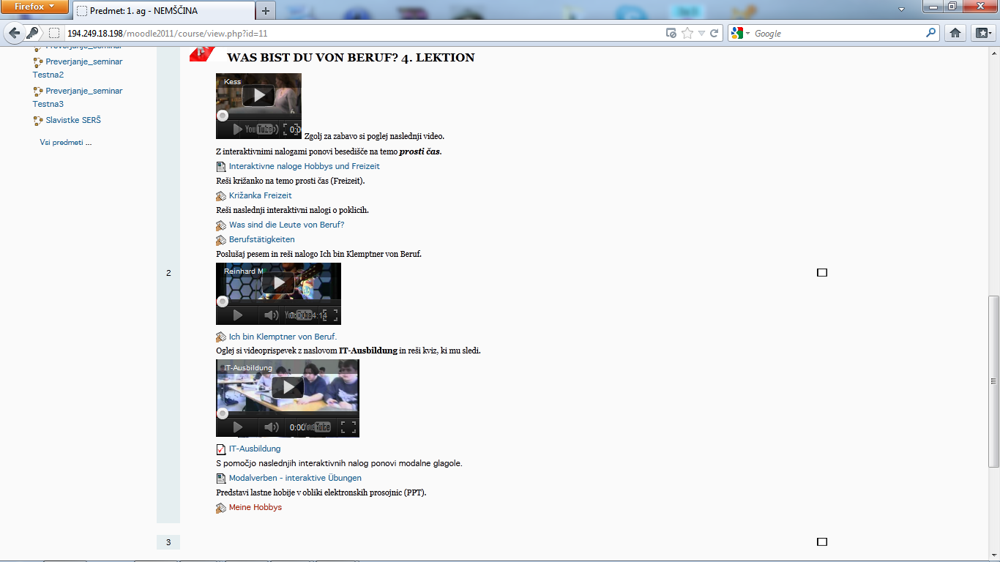 Firefox
Predmet: 1. ag - NEMŠČINA
194.249.18.198/moodle2011/course/view.php?id=11
Google
Preverjanje_seminar
Preverjanje_seminar
Testna2
Preverjanje_seminar
Testna3
Slavistke SERŠ
Vsi predmeti ...
WAS BIST DU VON BERUF? 4. LEKTION
Kess
YouTube 0:0
Zgolj za zabavo si poglej naslednji video.
Z interaktivnimi nalogami ponovi besedišče na temo prosti čas.
Interaktivne naloge Hobbys und Freizeit
Reši križanko na temo prosti čas (Freizeit).
Križanka Freizeit
Reši naslednji interaktivni nalogi o poklicih.
Was sind die Leute von Beruf?
Berufstätigkeiten
Poslušaj pesem in reši nalogo Ich bin Klemptner von Beruf.
2
Reinhard M
YouTube 4:14
Ich bin Klemptner von Beruf.
Oglej si videoprispevek z naslovom IT-Ausbildung in reši kviz, ki mu sledi.
IT-Ausbildung
0:00 YouTube
IT-Ausbildung
S pomočjo naslednjih interaktivnih nalog ponovi modalne glagole.
Modalverben - interaktive Übungen
Predstavi lastne hobije v obliki elektronskih prosojnic (PPT).
Meine Hobbys
3